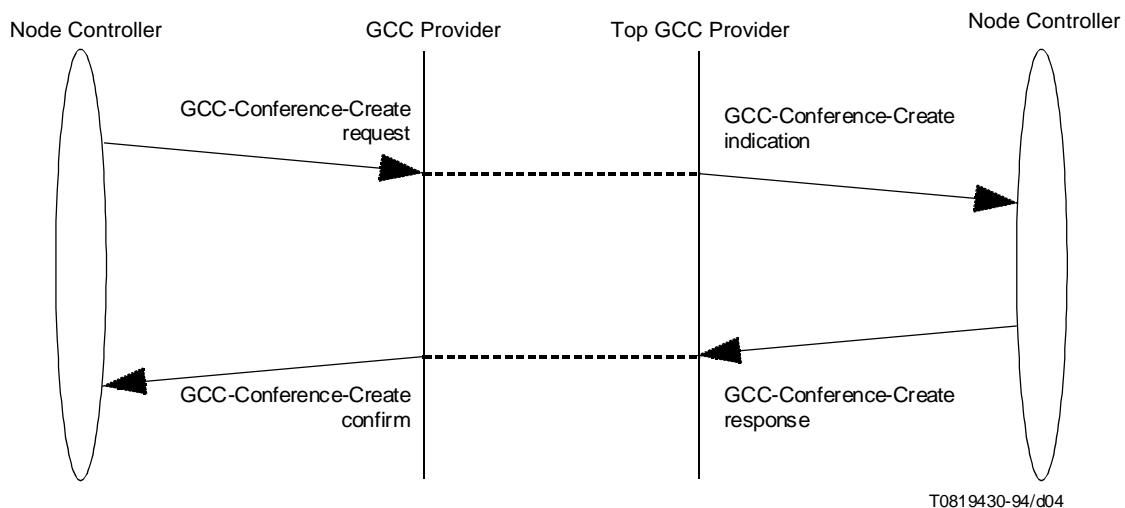 Node Controller
GCC Provider
Top GCC Provider
Node Controller
GCC-Conference-Create
request
GCC-Conference-Create
indication
GCC-Conference-Create
confirm
GCC-Conference-Create
response
T0819430-94/d04